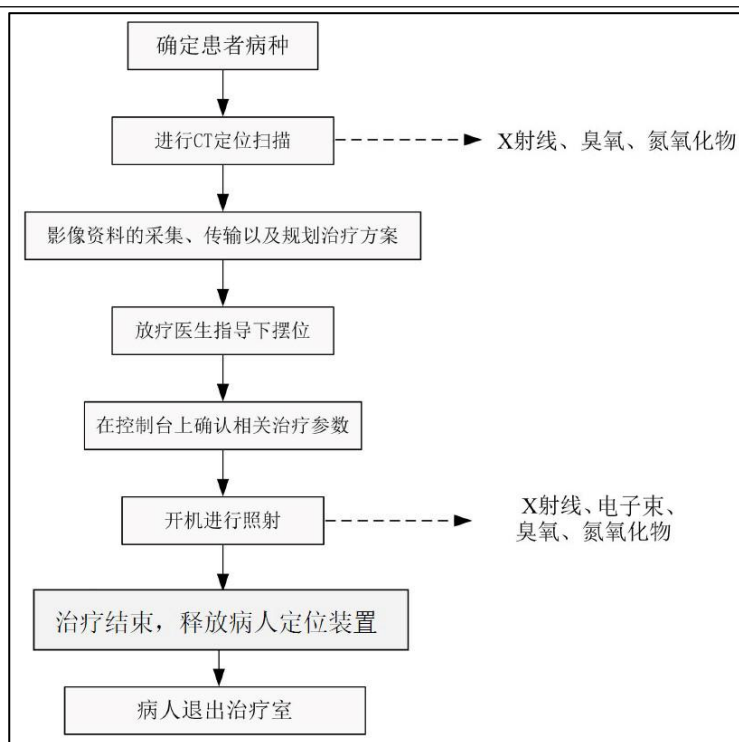 确定患者病种
进行CT定位扫描
X射线、臭氧、氮氧化物
影像资料的采集、传输以及规划治疗方案
放疗医生指导下摆位
在控制台上确认相关治疗参数
开机进行照射
X射线、电子束、
臭氧、氮氧化物
治疗结束，释放病人定位装置
病人退出治疗室